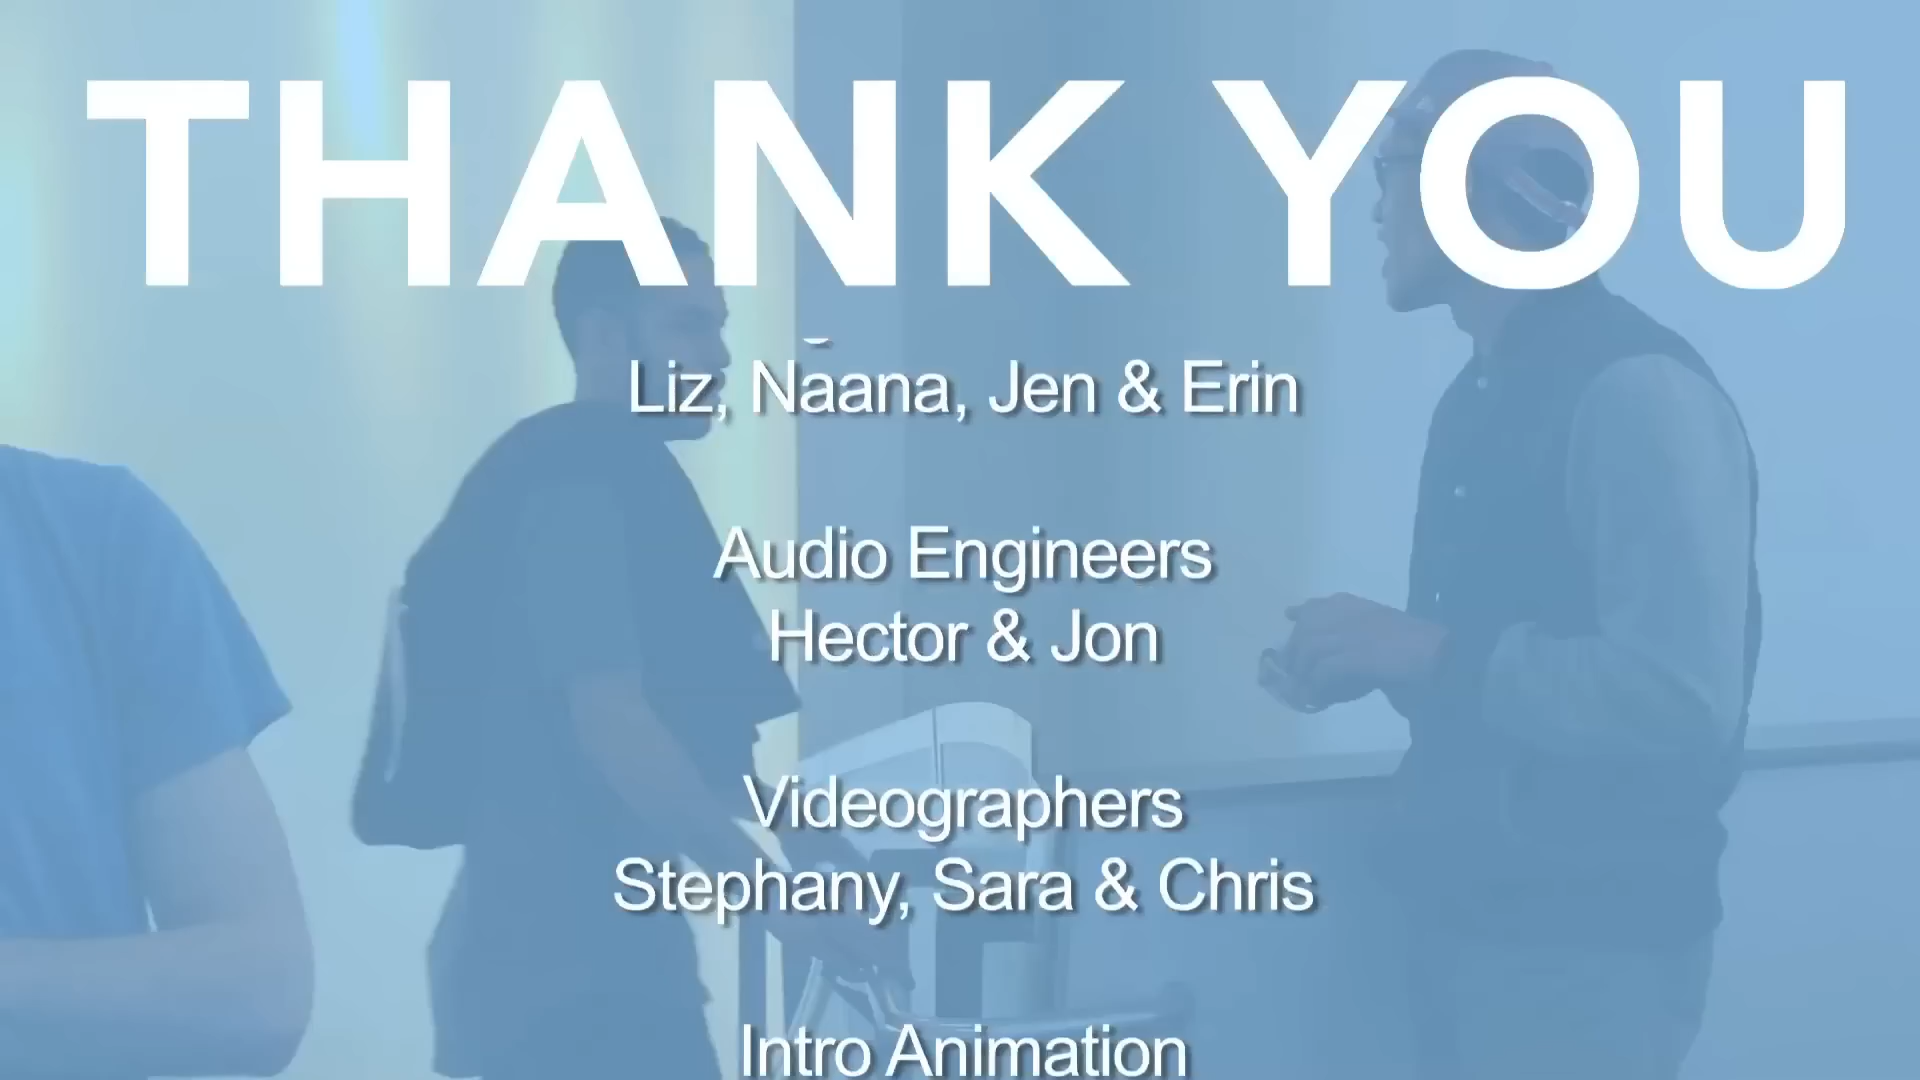 THANK YOU
Liz, Naana, Jen & Erin
Audio Engineers
Hector & Jon
Videographers
Stephany, Sara & Chris
Intro Animation